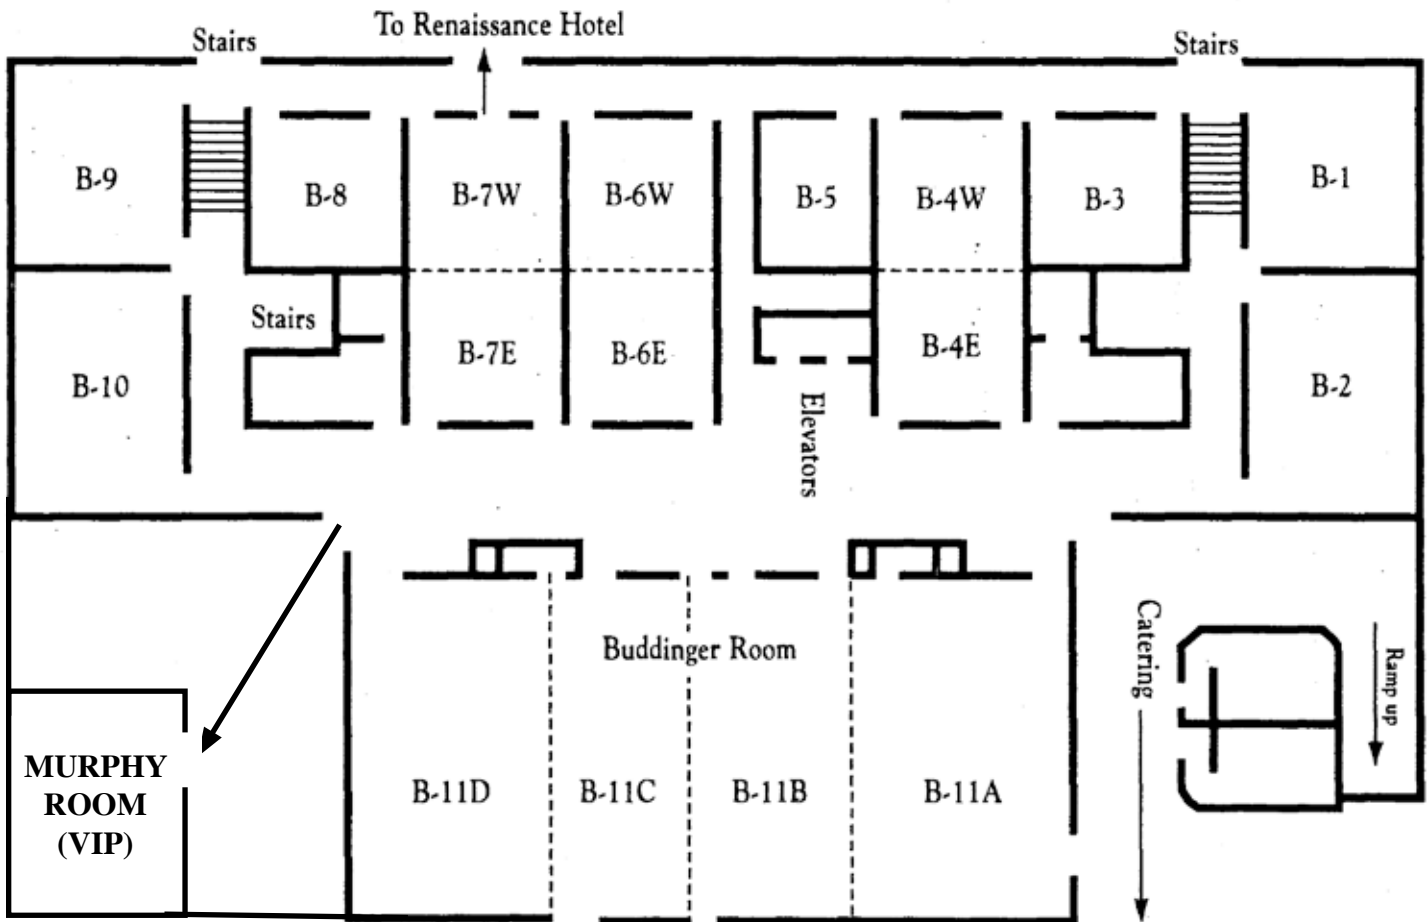 To Renaissance Hotel
Stairs
Stairs
B-9
B-8
B-7W
B-6W
B-5
B-4W
B-3
B-1
Stairs
B-7E
B-6E
B-4E
B-10
B-2
Elevators
Buddinger Room
Catering
Ramp up
MURPHY
ROOM
(VIP)
B-11D
B-11C
B-11B
B-11A